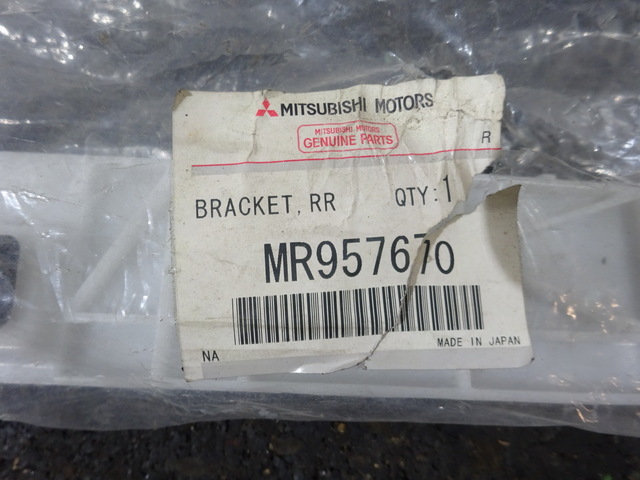 MITSUBISHI MOTORS
MITSUBISHI MOTORS
GENUINE PARTS
R
BRACKET, RR QTY:1
MR957670
NA MADE IN JAPAN